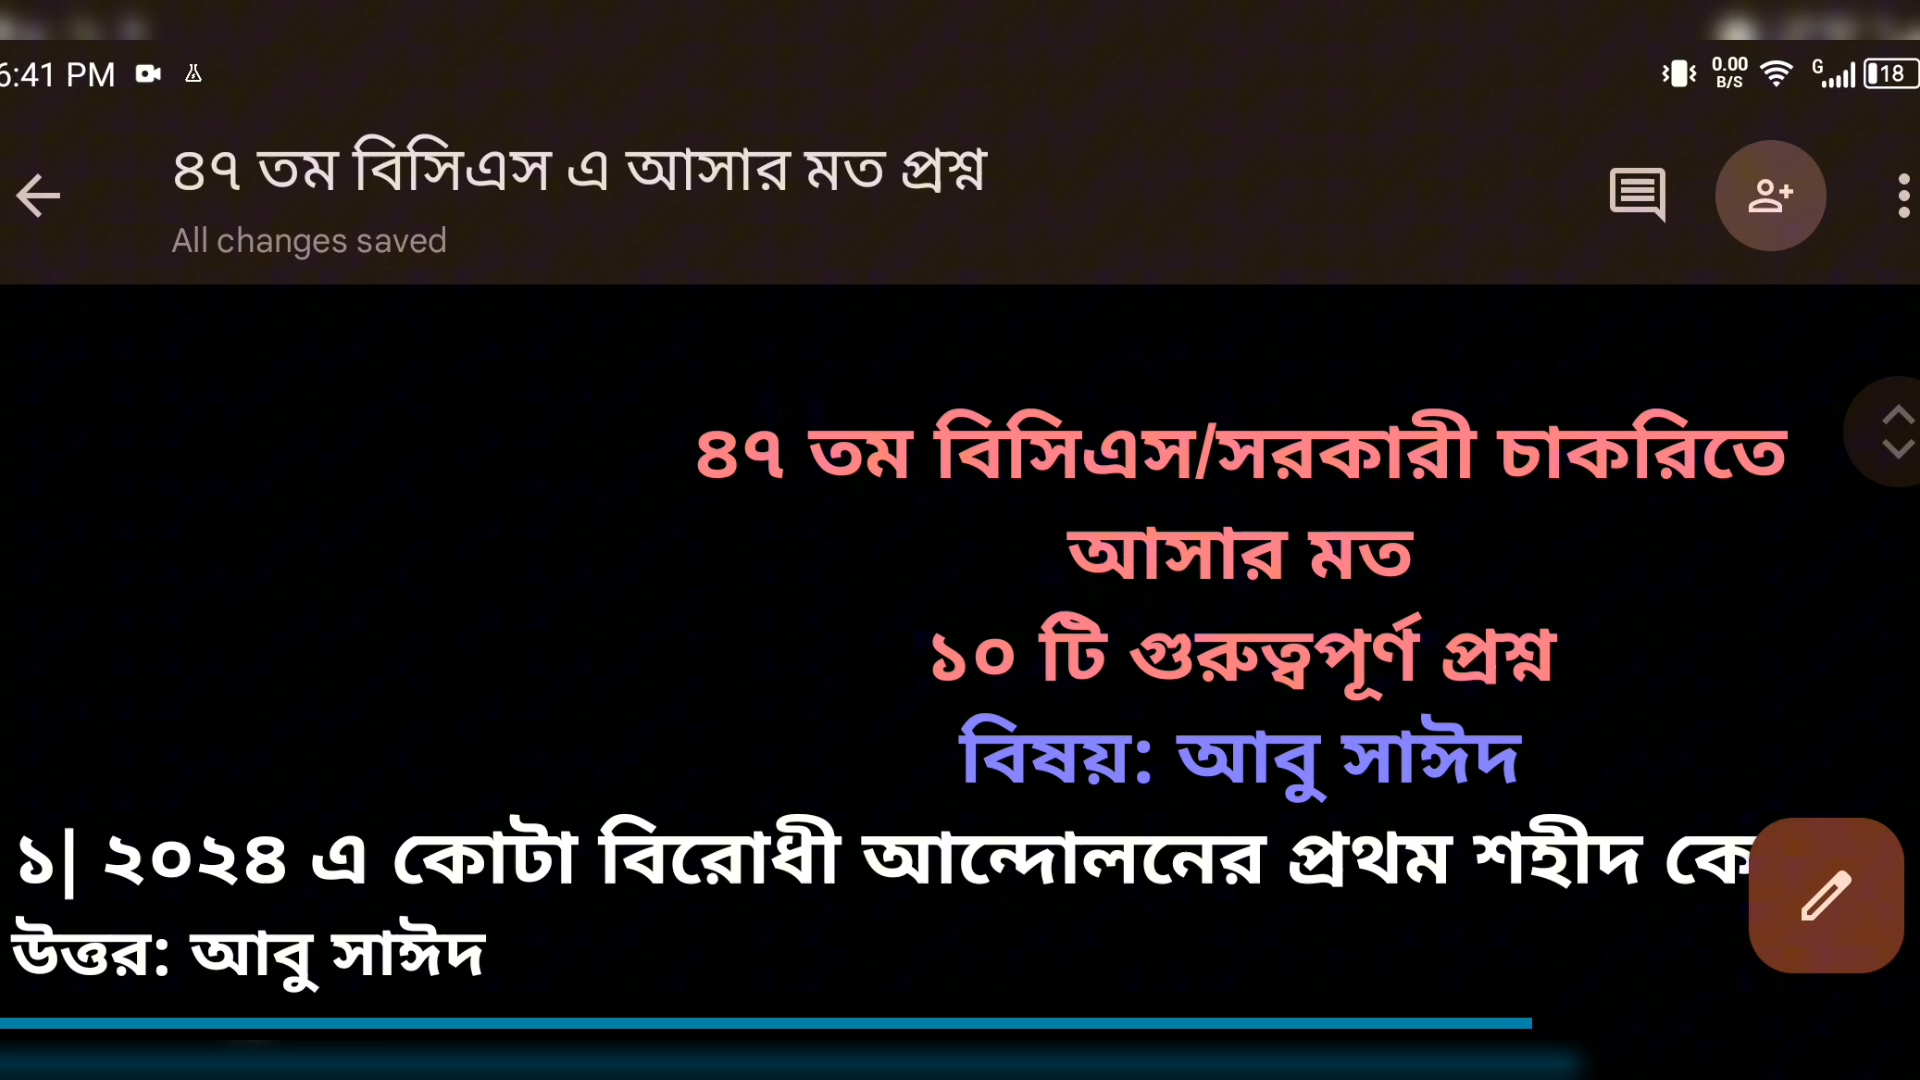 6:41 PM
0.00 B/S G 18
৪৭ তম বিসিএস এ আসার মত প্রশ্ন
All changes saved
৪৭ তম বিসিএস/সরকারী চাকরিতে
আসার মত
১০ টি গুরুত্বপূর্ণ প্রশ্ন
বিষয়: আবু সাঈদ
১| ২০২৪ এ কোটা বিরোধী আন্দোলনের প্রথম শহীদ কে
উত্তর: আবু সাঈদ